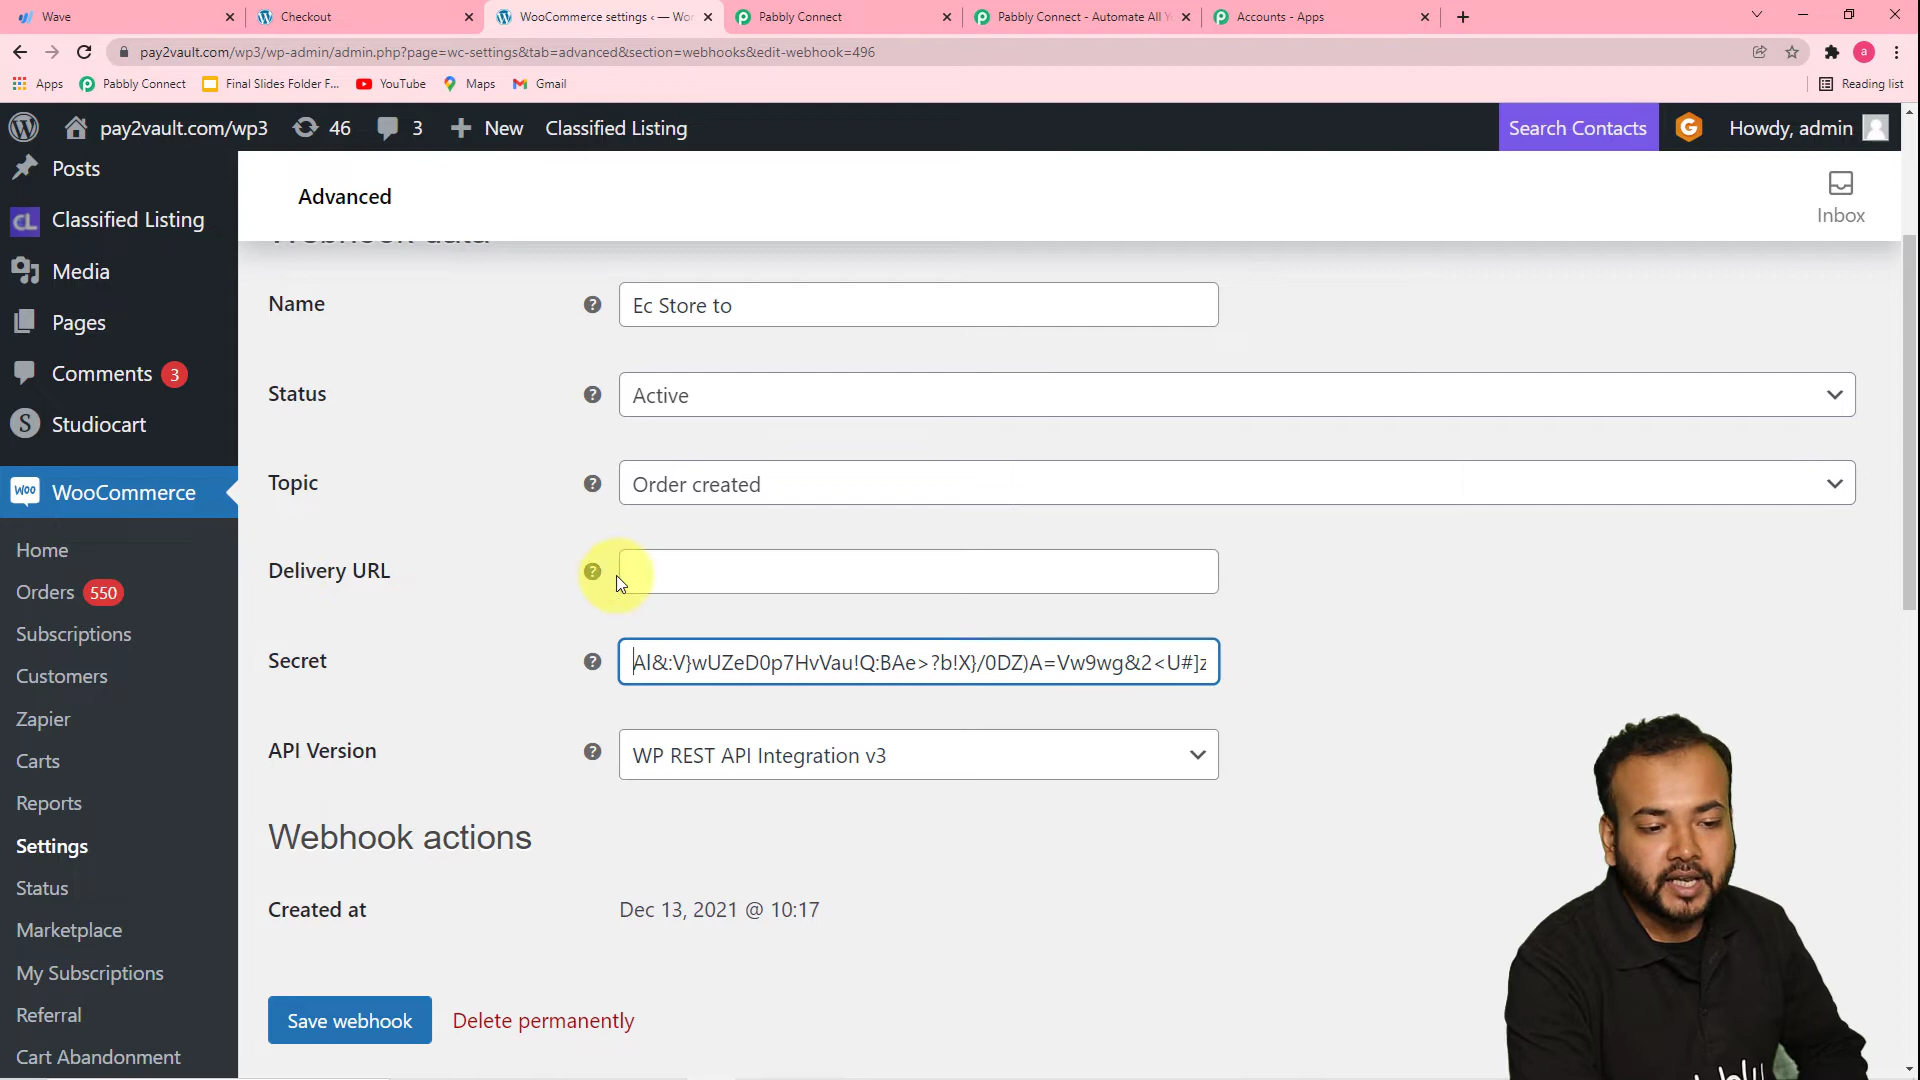 Wave
Checkout
WooCommerce settings ‹ — Wor
Pabbly Connect
Pabbly Connect - Automate All Y
Accounts - Apps
pay2vault.com/wp3/wp-admin/admin.php?page=wc-settings&tab=advanced&section=webhooks&edit-webhook=496
a
Apps
Pabbly Connect
Final Slides Folder F...
YouTube
Maps
Gmail
Reading list
pay2vault.com/wp3
46
3
New
Classified Listing
Search Contacts
Howdy, admin
Posts
Classified Listing
Media
Pages
Comments 3
Studiocart
WooCommerce
Home
Orders 550
Subscriptions
Customers
Zapier
Carts
Reports
Settings
Status
Marketplace
My Subscriptions
Referral
Cart Abandonment
Advanced
Inbox
Webhook data
Name
Ec Store to
Status
Active
Topic
Order created
Delivery URL
Secret
Al&:V}wUZeD0p7HvVau!Q:BAe>?b!X}/0DZ)A=Vw9wg&2<U#]z
API Version
WP REST API Integration v3
Webhook actions
Created at
Dec 13, 2021 @ 10:17
Save webhook
Delete permanently